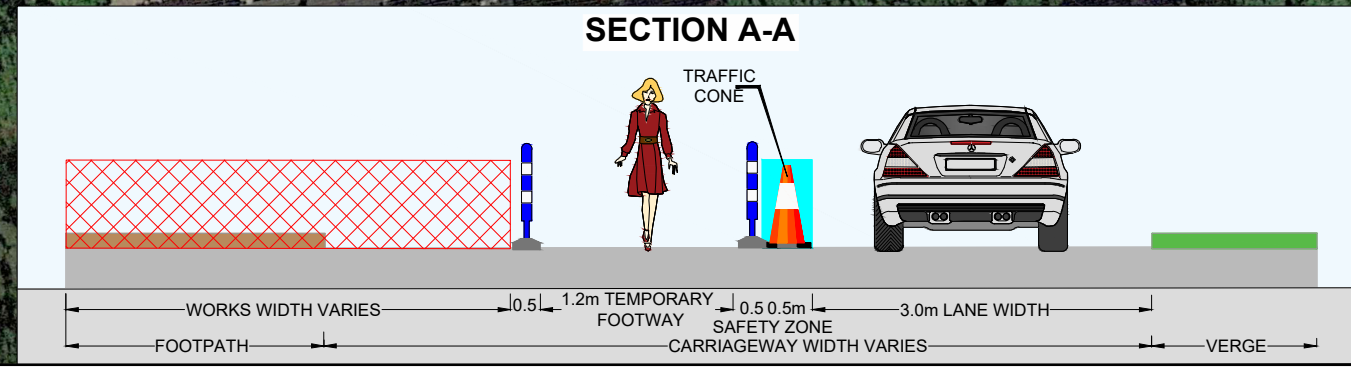 SECTION A-A
TRAFFIC
CONE
WORKS WIDTH VARIES
0.5
1.2m TEMPORARY
FOOTWAY
0.5 0.5m
SAFETY ZONE
3.0m LANE WIDTH
FOOTPATH
CARRIAGEWAY WIDTH VARIES
VERGE